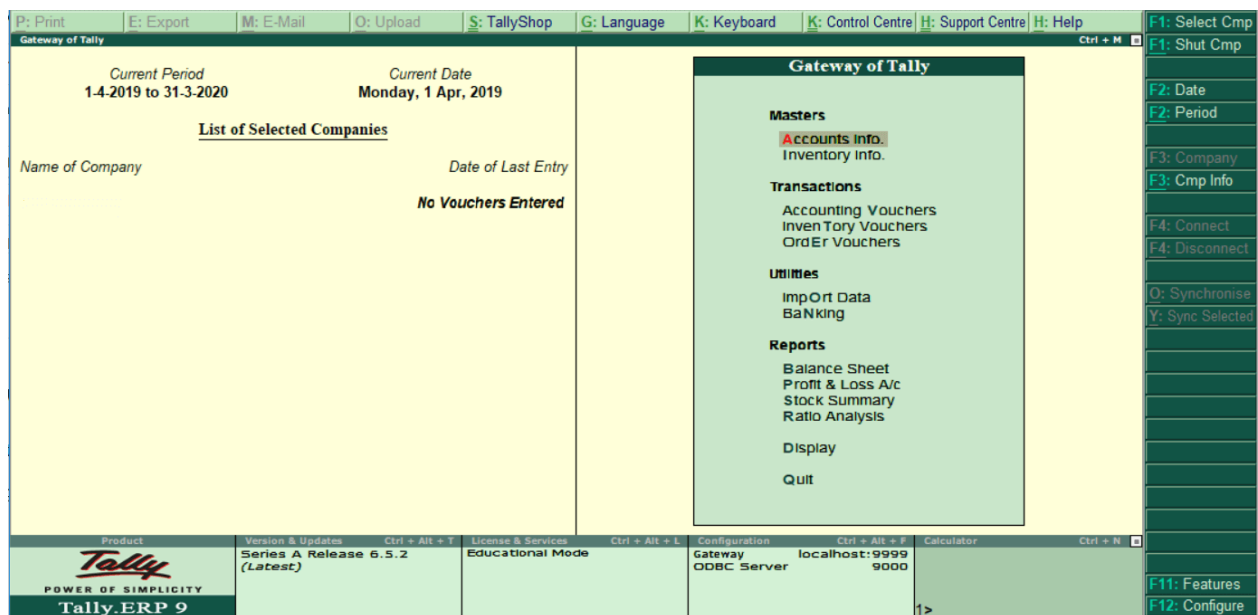 P: Print E: Export M: E-Mail O: Upload S: TallyShop G: Language K: Keyboard K: Control Centre H: Support Centre H: Help
Gateway of Tally Ctrl + M
Current Period Current Date
1-4-2019 to 31-3-2020 Monday, 1 Apr, 2019
List of Selected Companies
Name of Company Date of Last Entry
No Vouchers Entered
Gateway of Tally
Masters
Accounts Info.
Inventory Info.
Transactions
Accounting Vouchers
InvenTory Vouchers
OrdEr Vouchers
Utilities
ImpOrt Data
BaNking
Reports
Balance Sheet
Profit & Loss A/c
Stock Summary
Ratio Analysis
Display
Quit
F1: Select Cmp
F1: Shut Cmp
F2: Date
F2: Period
F3: Company
F3: Cmp Info
F4: Connect
F4: Disconnect
O: Synchronise
Y: Sync Selected
F11: Features
F12: Configure
Product
Tally
POWER OF SIMPLICITY
Tally.ERP 9
Version & Updates Ctrl + Alt + T
Series A Release 6.5.2
(Latest)
License & Services Ctrl + Alt + L
Educational Mode
Configuration Ctrl + Alt + F
Gateway localhost:9999
ODBC Server 9000
Calculator Ctrl + N
1>